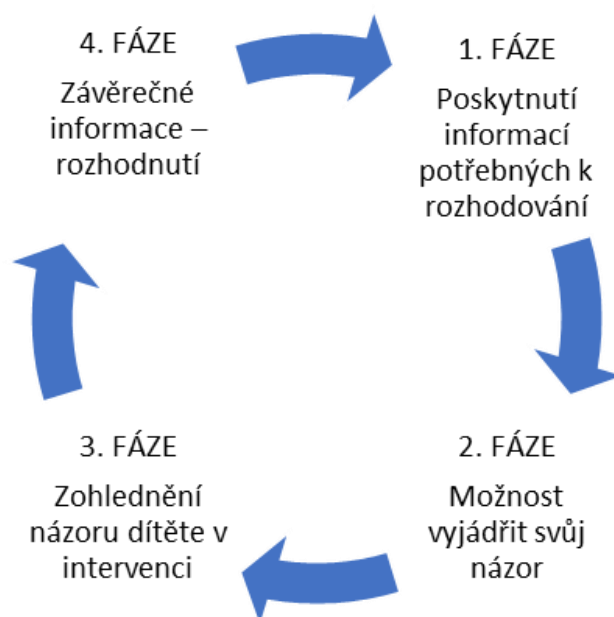 1. FÁZE
Poskytnutí
informací
potřebných k
rozhodování
2. FÁZE
Možnost
vyjádřit svůj
názor
3. FÁZE
Zohlednění
názoru dítěte v
intervenci
4. FÁZE
Závěrečné
informace –
rozhodnutí